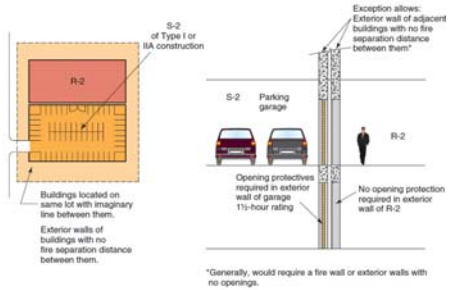 S-2
of Type I or
IIA construction
R-2
Buildings located on
same lot with imaginary
line between them.
Exterior walls of
buildings with no
fire separation distance
between them.
Exception allows:
Exterior wall of adjacent
buildings with no fire
separation distance
between them*
S-2
Parking
garage
R-2
Opening protectives
required in exterior
wall of garage
1½-hour rating
No opening protection
required in exterior
wall of R-2
*Generally, would require a fire wall or exterior walls with
no openings.